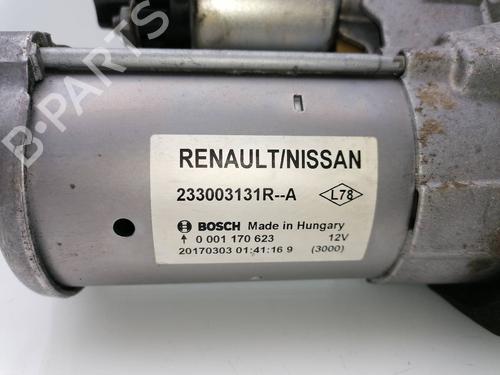 RENAULT/NISSAN
233003131R--A L78
BOSCH Made in Hungary
0 001 170 623 12V
20170303 01:41:16 9 (3000)
B-PARTS